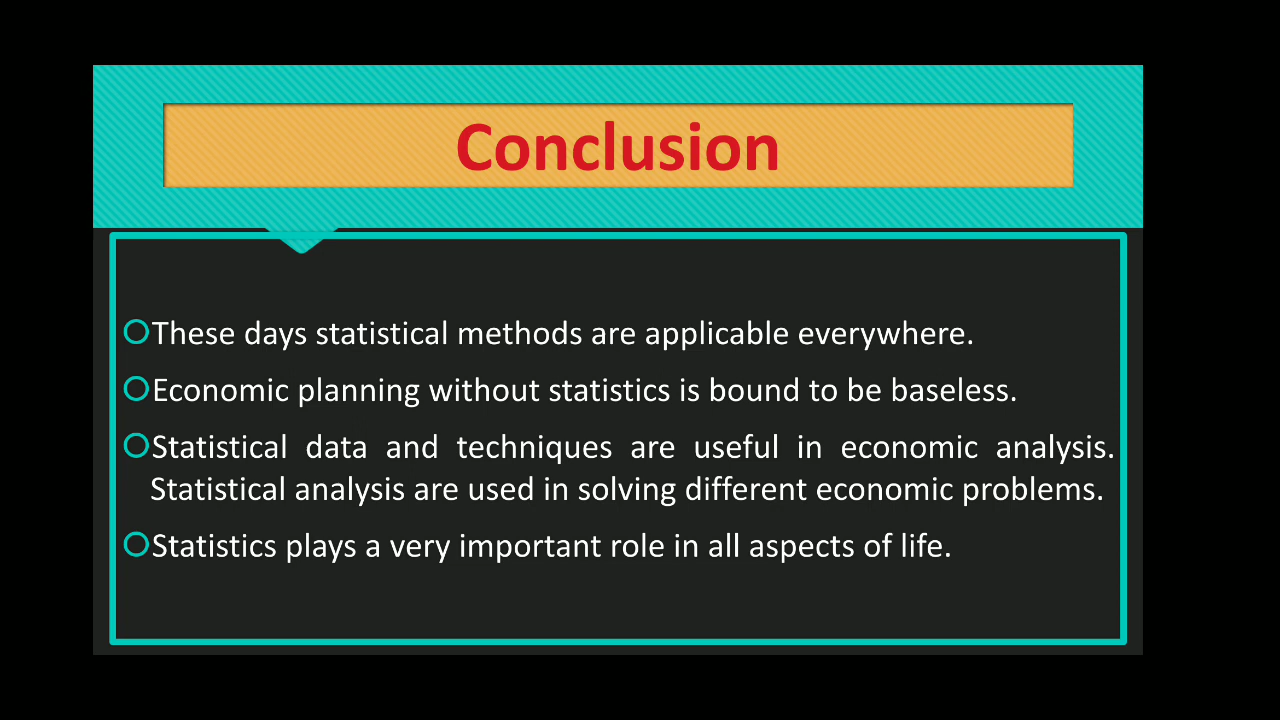 Conclusion
These days statistical methods are applicable everywhere.
Economic planning without statistics is bound to be baseless.
Statistical data and techniques are useful in economic analysis.
Statistical analysis are used in solving different economic problems.
Statistics plays a very important role in all aspects of life.